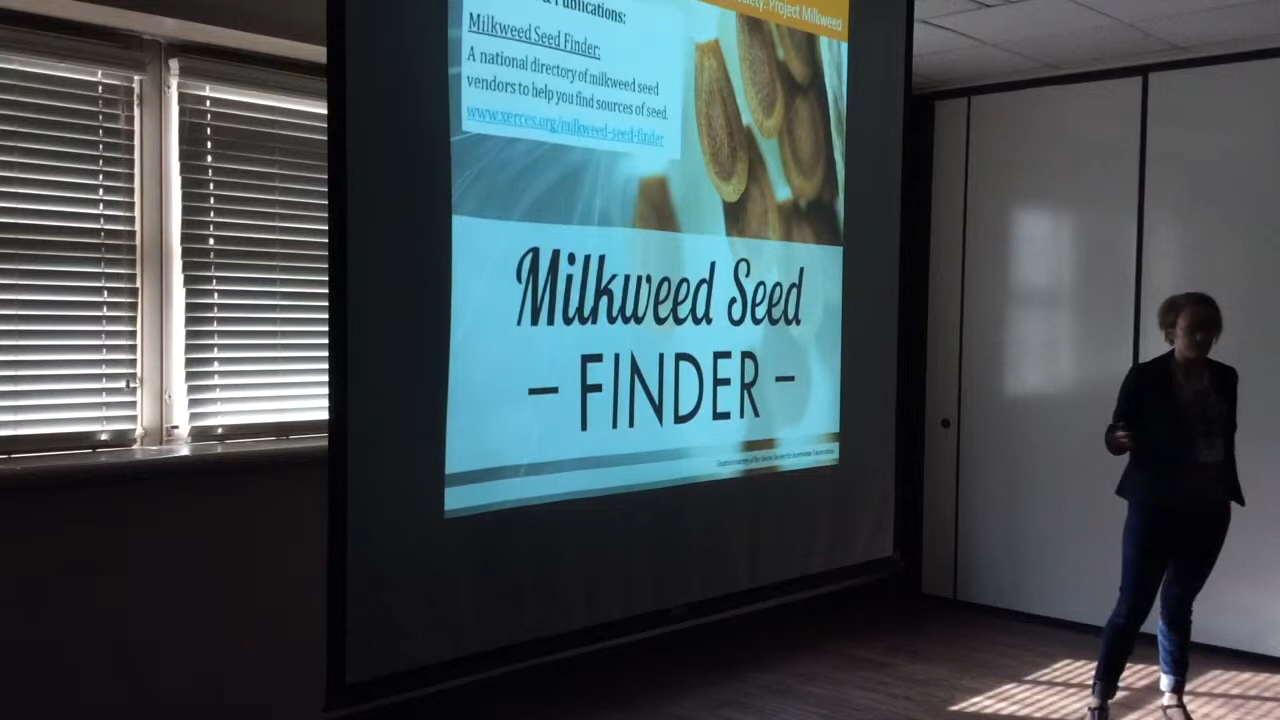 & Publications:
Society: Project Milkweed
Milkweed Seed Finder:
A national directory of milkweed seed
vendors to help you find sources of seed.
www.xerces.org/milkweed-seed-finder
Milkweed Seed
– FINDER –